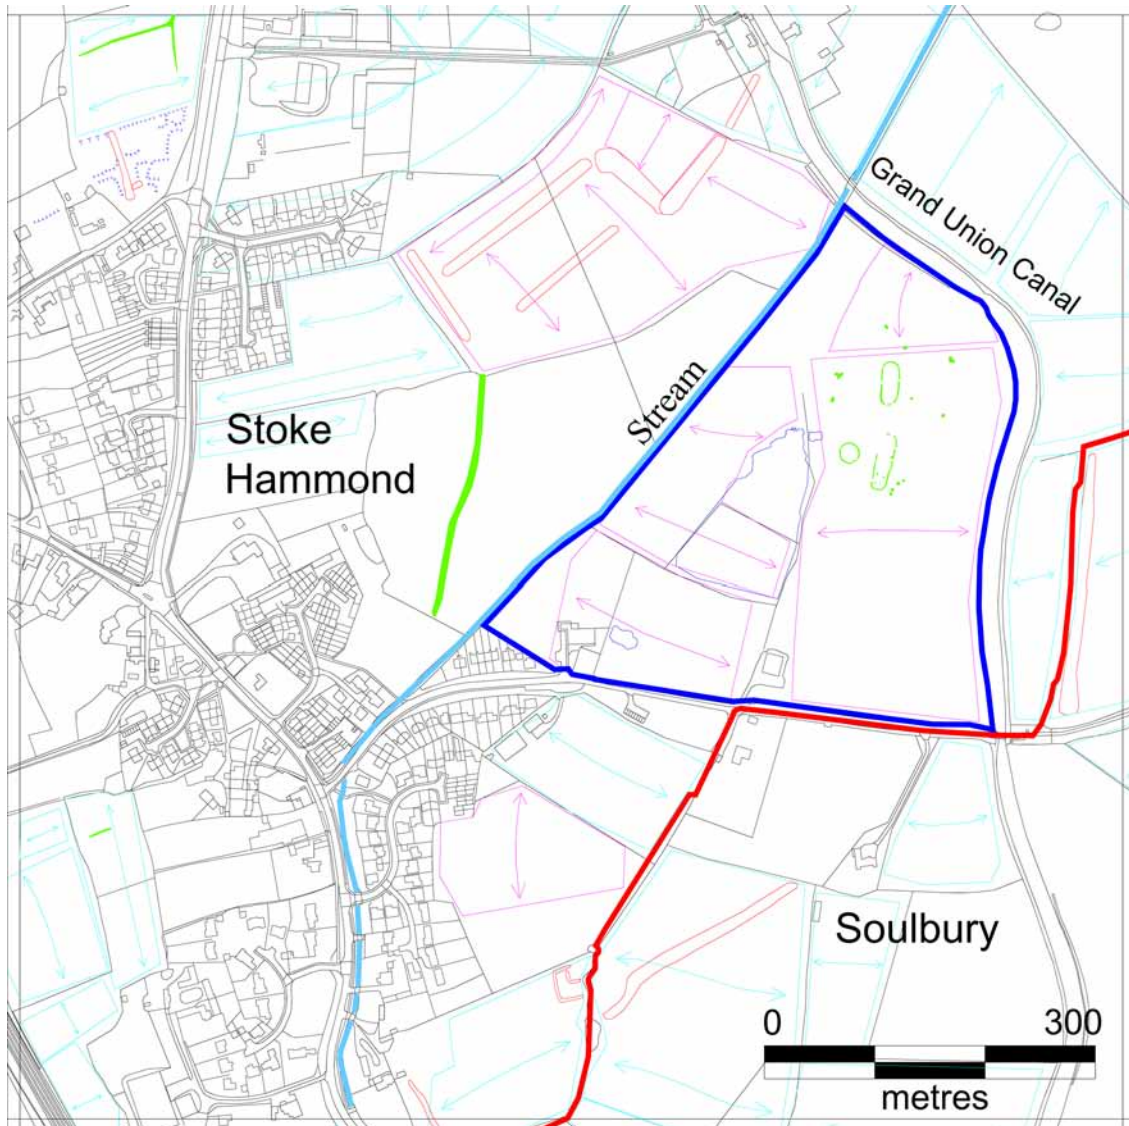 Grand Union Canal
Stream
Stoke
Hammond
Soulbury
0 300
metres